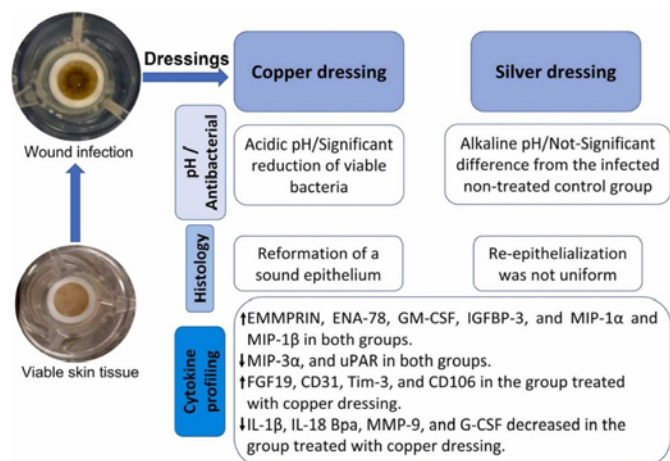 Dressings
Copper dressing
Silver dressing
Wound infection
pH /
Antibacterial
Acidic pH/Significant
reduction of viable
bacteria
Alkaline pH/Not-Significant
difference from the infected
non-treated control group
Histology
Reformation of a
sound epithelium
Re-epithelialization
was not uniform
Viable skin tissue
Cytokine
profiling
↑EMMPRIN, ENA-78, GM-CSF, IGFBP-3, and MIP-1α and
MIP-1β in both groups.
↓MIP-3α, and uPAR in both groups.
↑FGF19, CD31, Tim-3, and CD106 in the group treated
with copper dressing.
↓IL-1β, IL-18 Bpa, MMP-9, and G-CSF decreased in the
group treated with copper dressing.